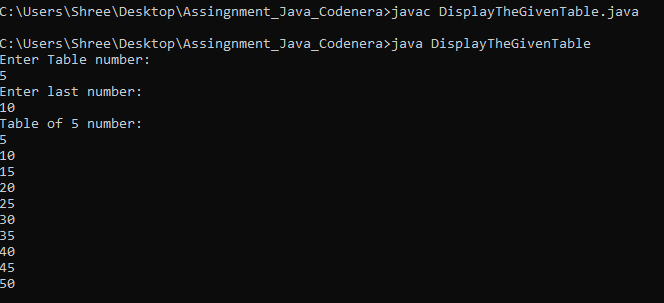 C:\Users\Shree\Desktop\Assingnment_Java_Codenera>javac DisplayTheGivenTable.java
C:\Users\Shree\Desktop\Assingnment_Java_Codenera>java DisplayTheGivenTable
Enter Table number:
5
Enter last number:
10
Table of 5 number:
5
10
15
20
25
30
35
40
45
50